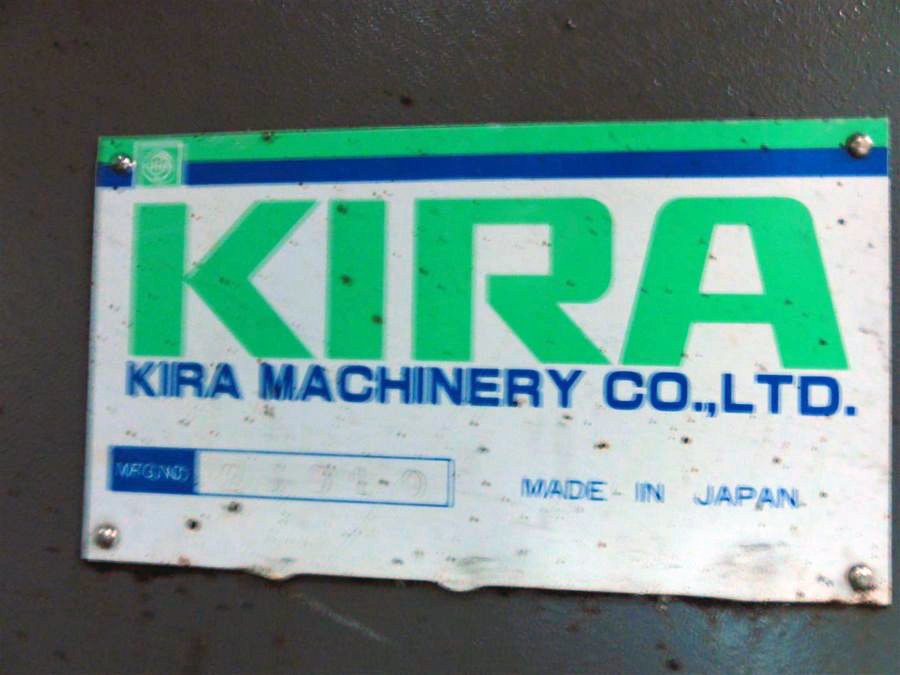 KIRA
KIRA MACHINERY CO.,LTD.
MFG.NO
MADE IN JAPAN